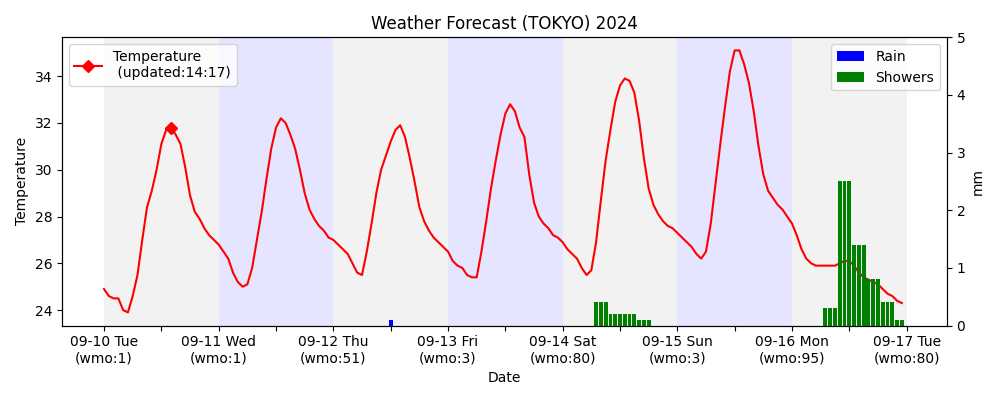 Weather Forecast (TOKYO) 2024
Temperature
(updated:14:17)
Rain
Showers
Temperature
34
32
30
28
26
24
5
4
3
2
1
0
mm
09-10 Tue 09-11 Wed 09-12 Thu 09-13 Fri 09-14 Sat 09-15 Sun 09-16 Mon 09-17 Tue
(wmo:1) (wmo:1) (wmo:51) (wmo:3) (wmo:80) (wmo:3) (wmo:95) (wmo:80)
Date